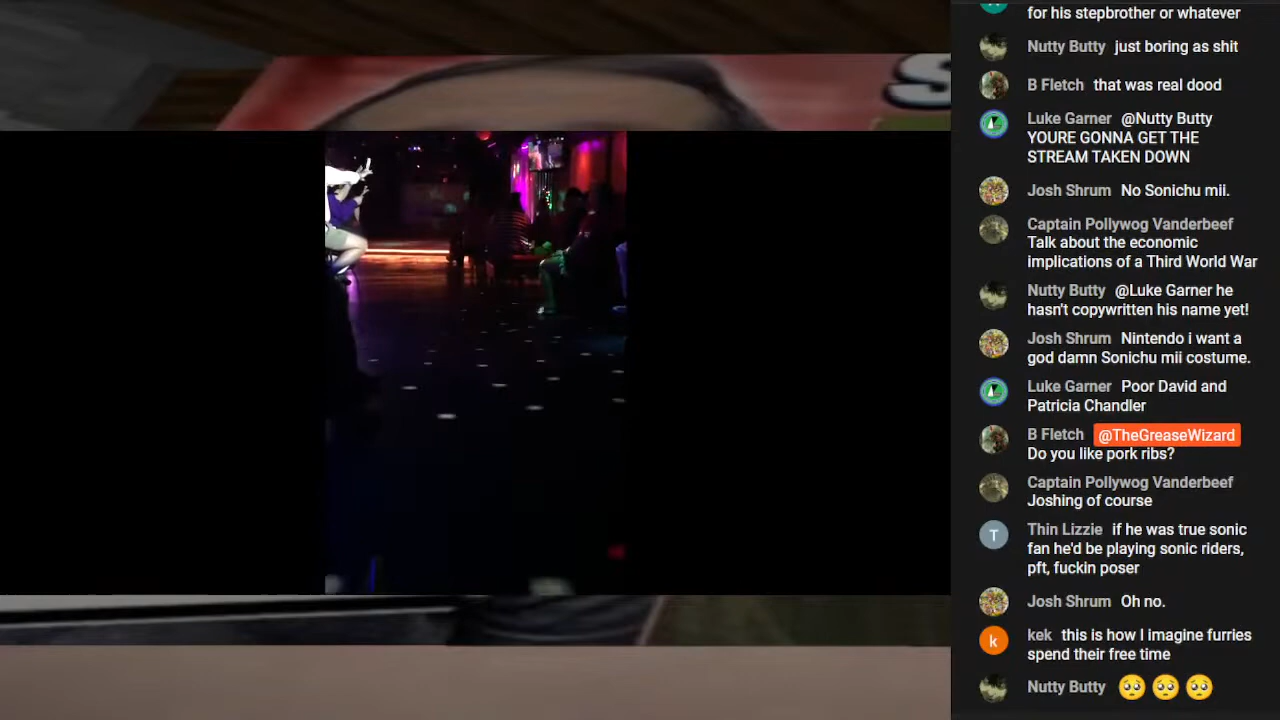 for his stepbrother or whatever
Nutty Butty just boring as shit
B Fletch that was real dood
Luke Garner @Nutty Butty
YOURE GONNA GET THE
STREAM TAKEN DOWN
Josh Shrum No Sonichu mii.
Captain Pollywog Vanderbeef
Talk about the economic
implications of a Third World War
Nutty Butty @Luke Garner he
hasn't copywritten his name yet!
Josh Shrum Nintendo i want a
god damn Sonichu mii costume.
Luke Garner Poor David and
Patricia Chandler
B Fletch @TheGreaseWizard
Do you like pork ribs?
Captain Pollywog Vanderbeef
Joshing of course
T Thin Lizzie if he was true sonic
fan he'd be playing sonic riders,
pft, fuckin poser
Josh Shrum Oh no.
k kek this is how I imagine furries
spend their free time
Nutty Butty 🥺🥺🥺